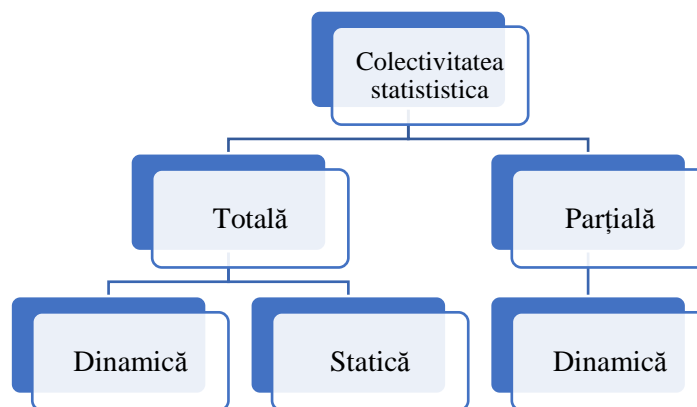 Colectivitatea
statististica
Totală
Parțială
Dinamică
Statică
Dinamică